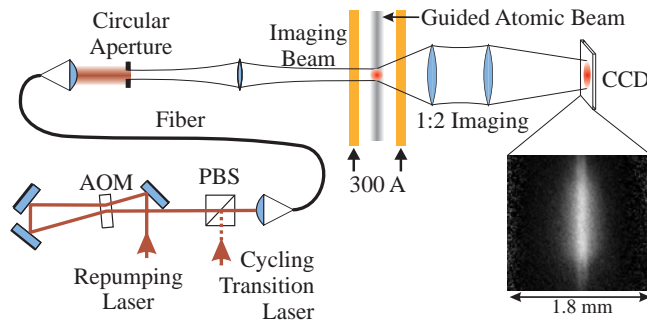 Circular
Aperture
Imaging
Beam
Guided Atomic Beam
CCD
Fiber
1:2 Imaging
300 A
AOM
PBS
Repumping
Laser
Cycling
Transition
Laser
1.8 mm